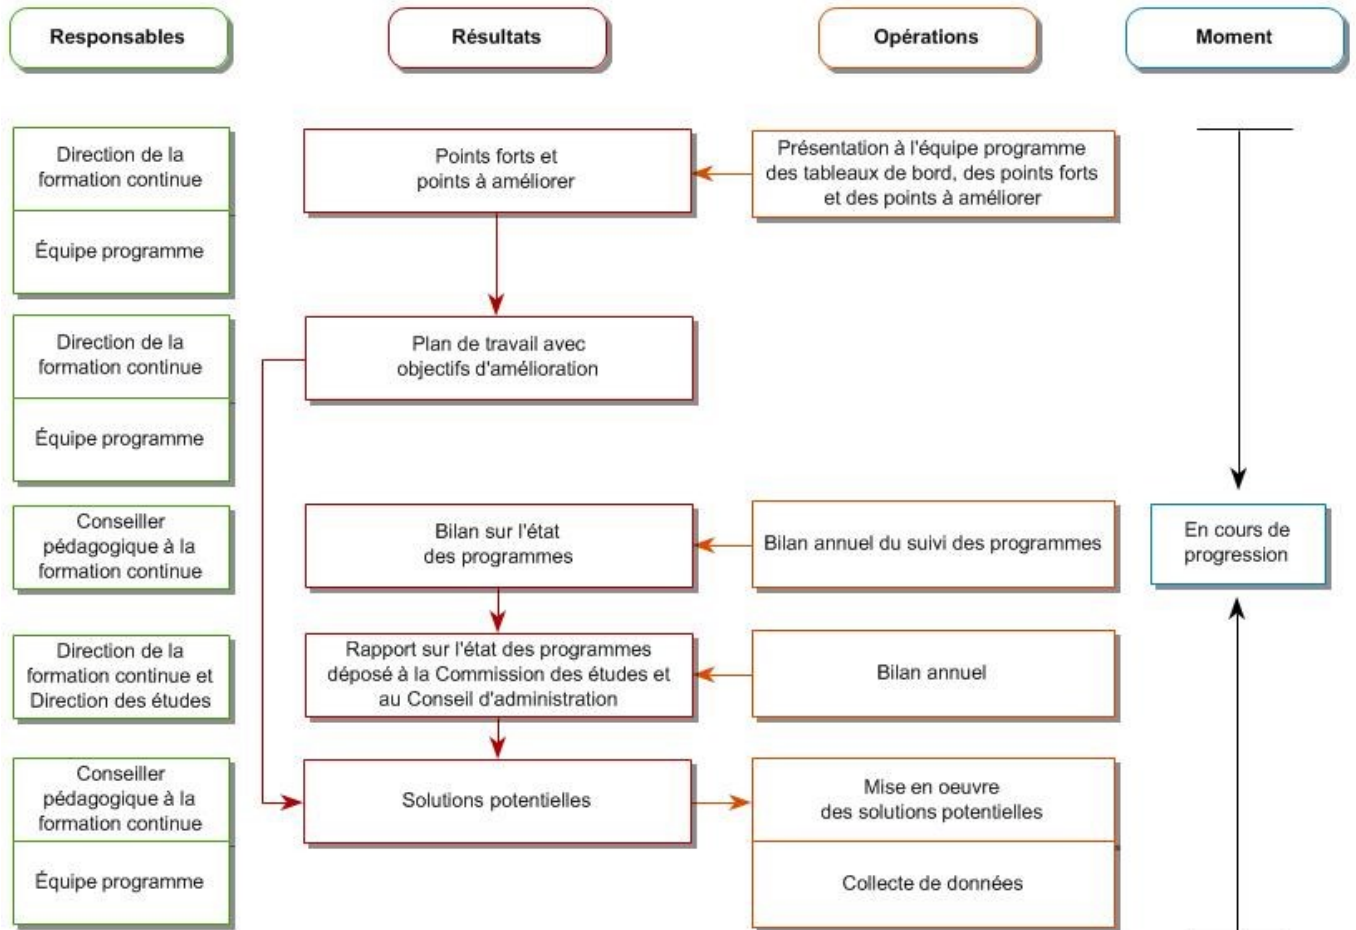 Responsables
Résultats
Opérations
Moment
Direction de la
formation continue
Équipe programme
Points forts et
points à améliorer
Présentation à l'équipe programme
des tableaux de bord, des points forts
et des points à améliorer
Direction de la
formation continue
Équipe programme
Plan de travail avec
objectifs d'amélioration
Conseiller
pédagogique à la
formation continue
Bilan sur l'état
des programmes
Bilan annuel du suivi des programmes
En cours de
progression
Direction de la
formation continue et
Direction des études
Rapport sur l'état des programmes
déposé à la Commission des études et
au Conseil d'administration
Bilan annuel
Conseiller
pédagogique à la
formation continue
Équipe programme
Solutions potentielles
Mise en oeuvre
des solutions potentielles
Collecte de données